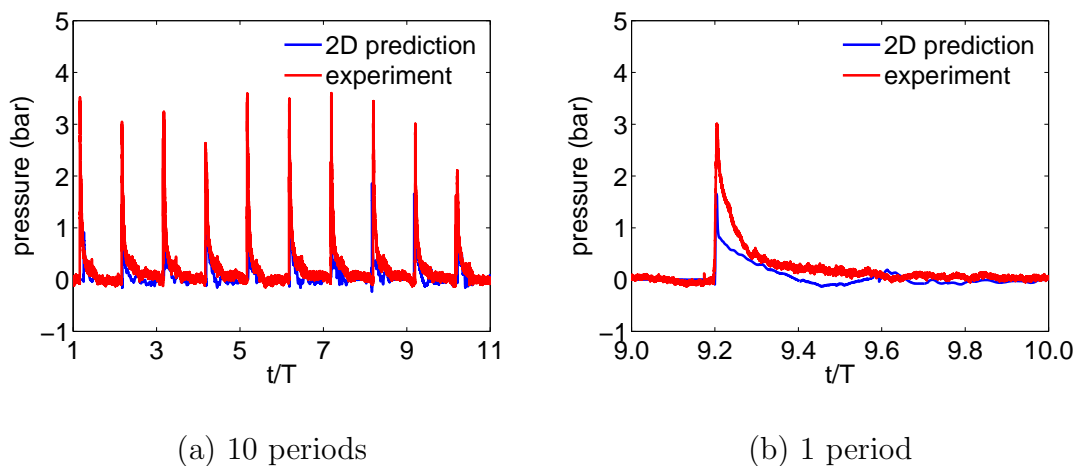 5
4
3
2
1
0
−1
pressure (bar)
2D prediction
experiment
1
3
5
7
9
11
t/T
(a) 10 periods
5
4
3
2
1
0
−1
pressure (bar)
2D prediction
experiment
9.0
9.2
9.4
9.6
9.8
10.0
t/T
(b) 1 period